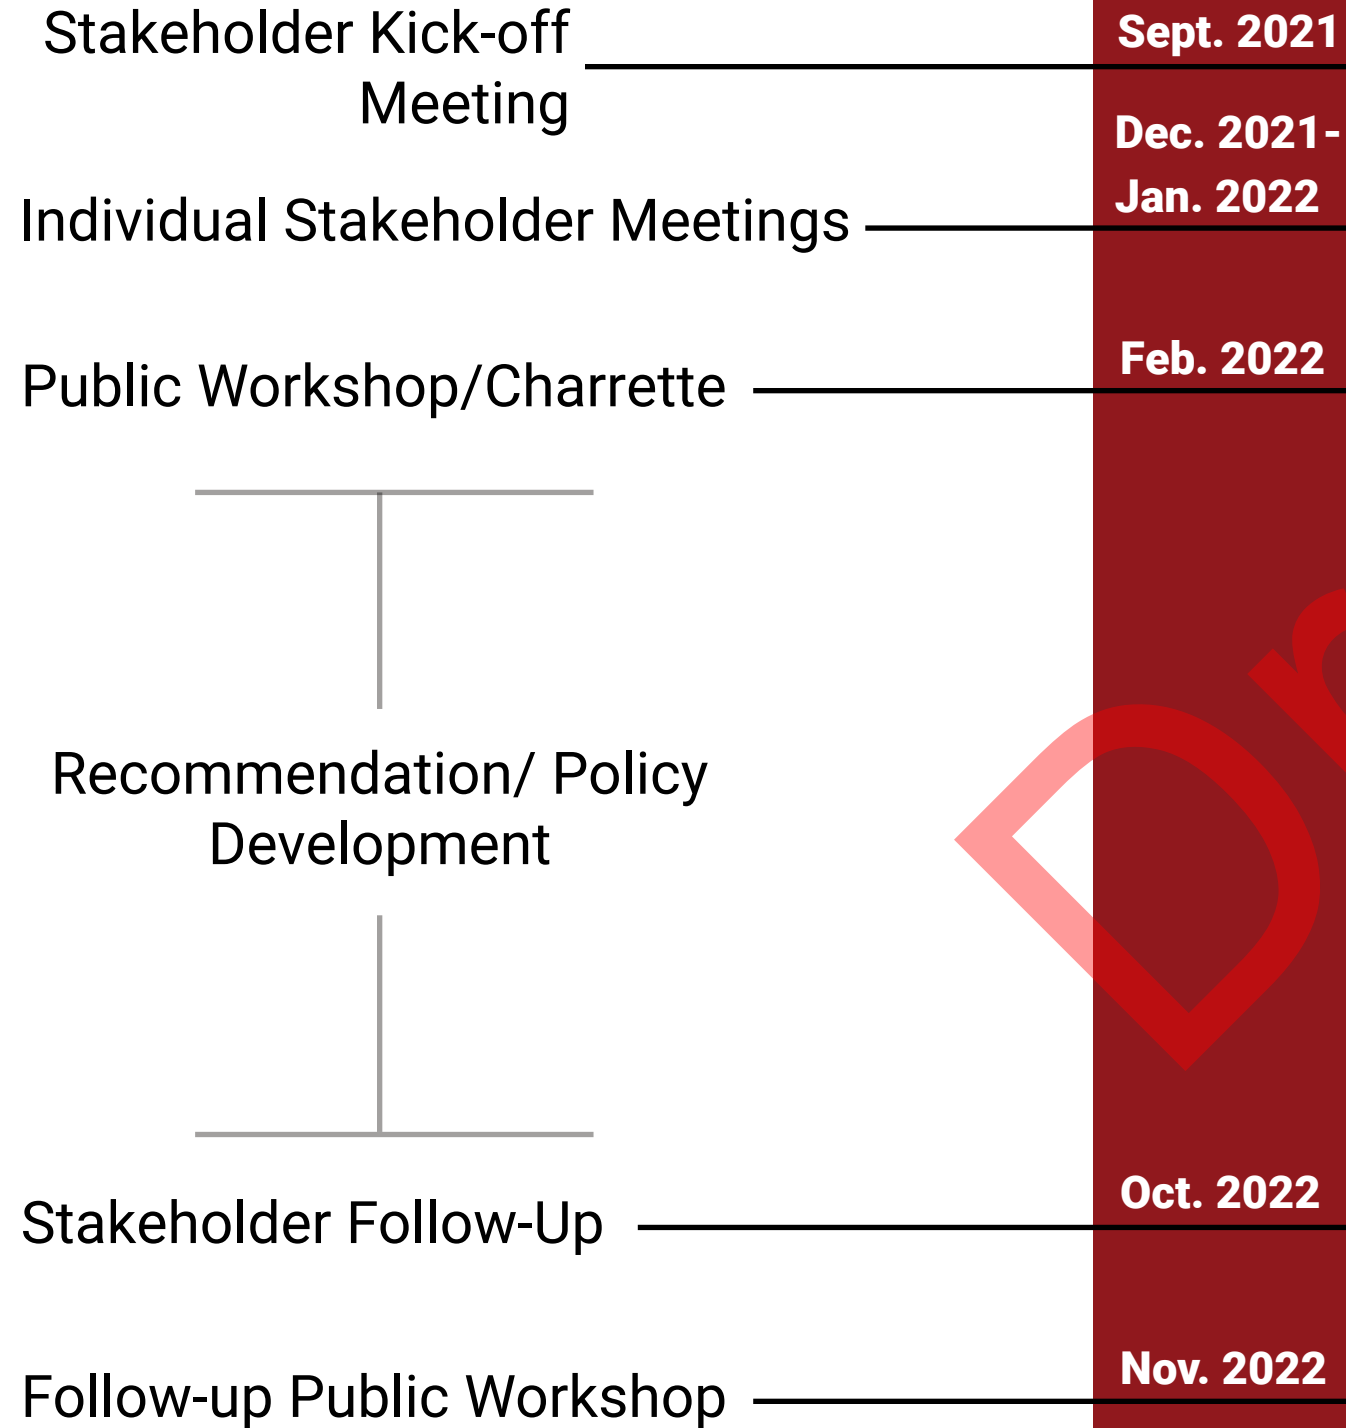 Stakeholder Kick-off
Meeting
Sept. 2021
Individual Stakeholder Meetings
Dec. 2021-
Jan. 2022
Public Workshop/Charrette
Feb. 2022
Recommendation/ Policy
Development
Stakeholder Follow-Up
Oct. 2022
Follow-up Public Workshop
Nov. 2022